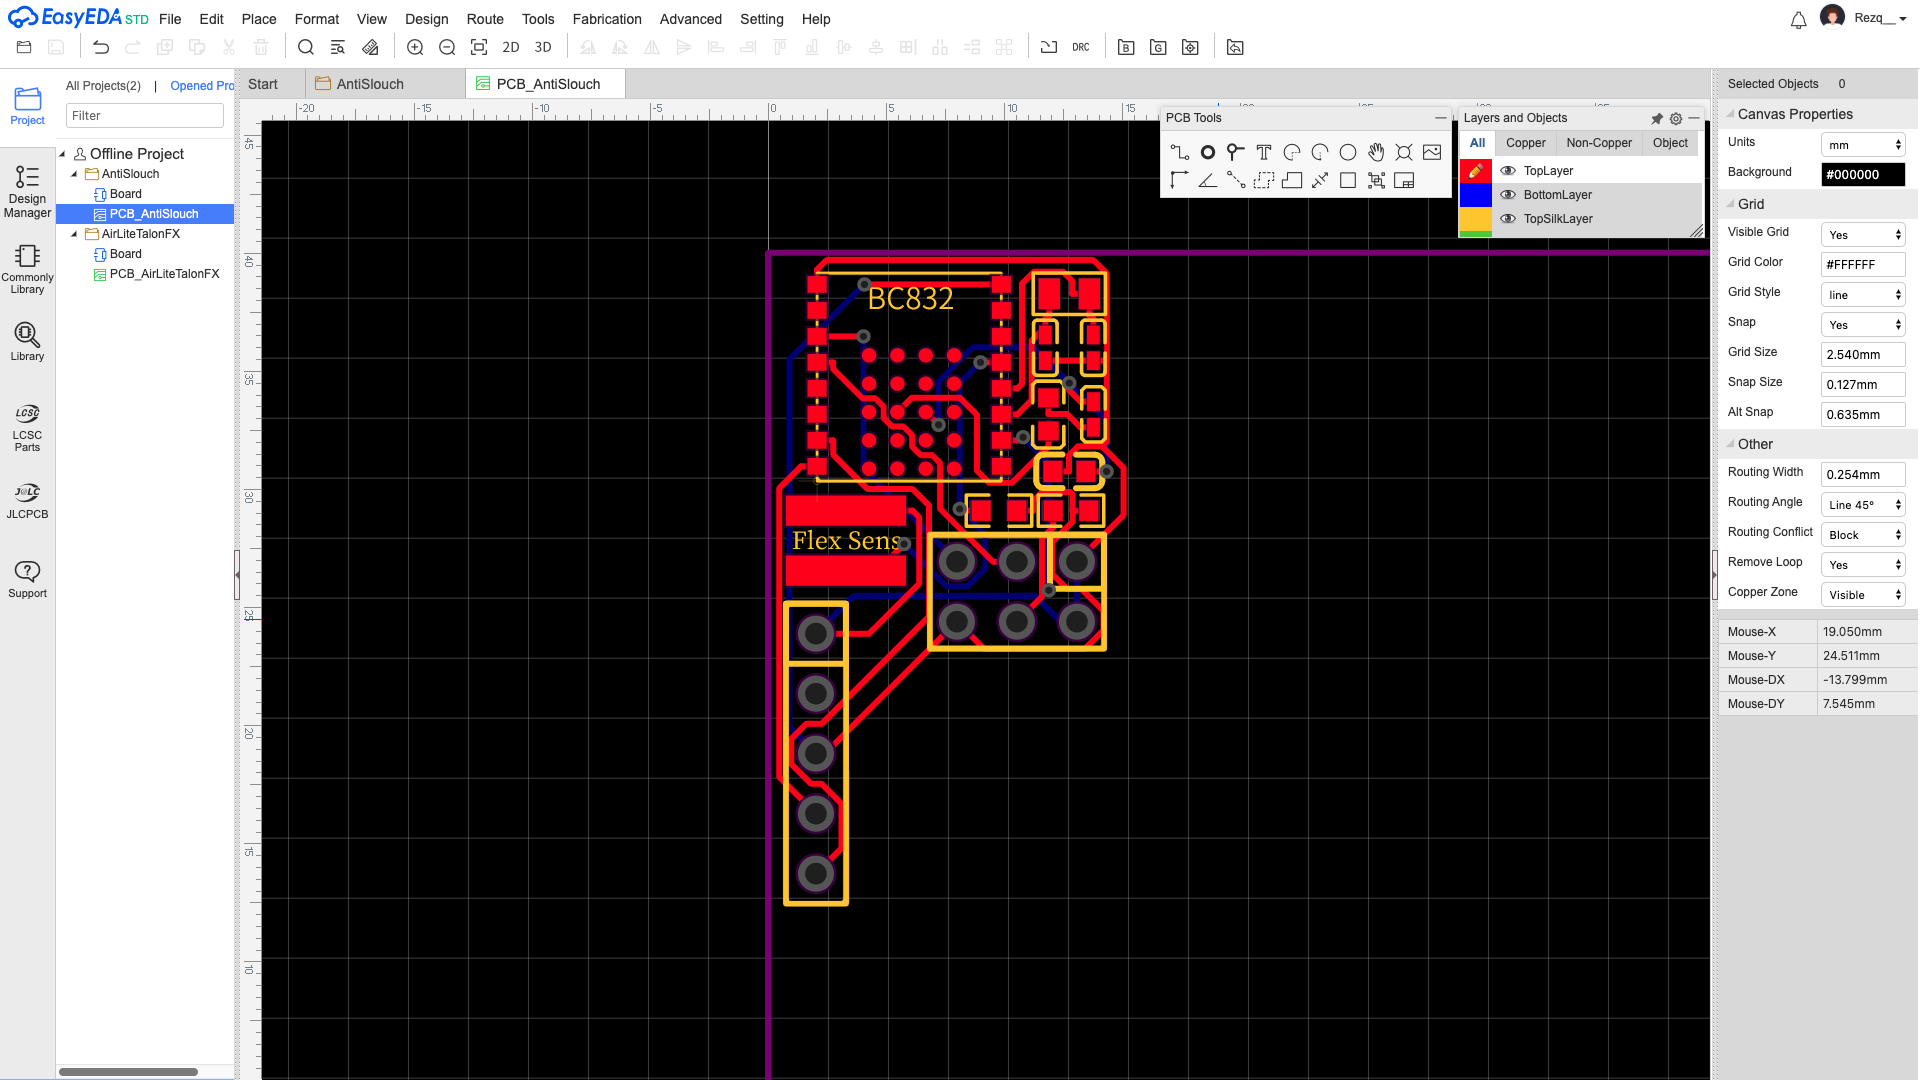 EasyEDA STD File Edit Place Format View Design Route Tools Fabrication Advanced Setting Help Rezq__
2D 3D DRC B G
All Projects(2) | Opened Pro
Filter
Start AntiSlouch PCB_AntiSlouch
Project
Design Manager
Commonly Library
Library
LCSC
LCSC Parts
J@LC
JLCPCB
Support
Offline Project
AntiSlouch
Board
PCB_AntiSlouch
AirLiteTalonFX
Board
PCB_AirLiteTalonFX
-20 -15 -10 -5 0 5 10 15
45
40
35
30
25
20
15
10
BC832
Flex Sens
PCB Tools
Layers and Objects
All Copper Non-Copper Object
TopLayer
BottomLayer
TopSilkLayer
Selected Objects 0
Canvas Properties
Units mm
Background #000000
Grid
Visible Grid Yes
Grid Color #FFFFFF
Grid Style line
Snap Yes
Grid Size 2.540mm
Snap Size 0.127mm
Alt Snap 0.635mm
Other
Routing Width 0.254mm
Routing Angle Line 45°
Routing Conflict Block
Remove Loop Yes
Copper Zone Visible
Mouse-X 19.050mm
Mouse-Y 24.511mm
Mouse-DX -13.799mm
Mouse-DY 7.545mm